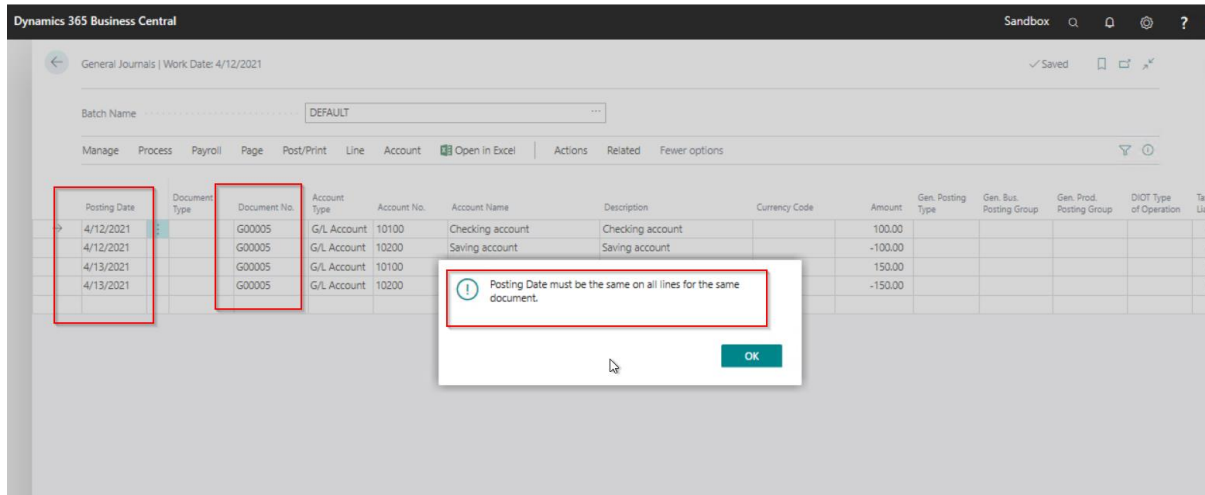 Dynamics 365 Business Central Sandbox ?
General Journals | Work Date: 4/12/2021 ✓ Saved
Batch Name DEFAULT ...
Manage Process Payroll Page Post/Print Line Account Open in Excel Actions Related Fewer options
Posting Date Document Type Document No. Account Type Account No. Account Name Description Currency Code Amount Gen. Posting Type Gen. Bus. Posting Group Gen. Prod. Posting Group DIOT Type of Operation
4/12/2021 G00005 G/L Account 10100 Checking account Checking account 100.00
4/12/2021 G00005 G/L Account 10200 Saving account Saving account -100.00
4/13/2021 G00005 G/L Account 10100 150.00
4/13/2021 G00005 G/L Account 10200 -150.00
Posting Date must be the same on all lines for the same
document.
OK